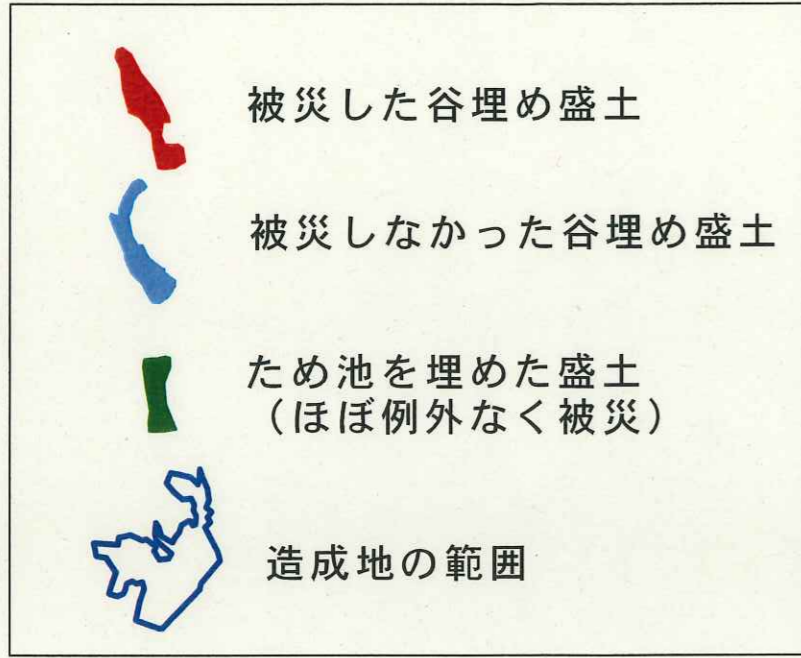 被災した谷埋め盛土
被災しなかった谷埋め盛土
ため池を埋めた盛土
（ほぼ例外なく被災）
造成地の範囲